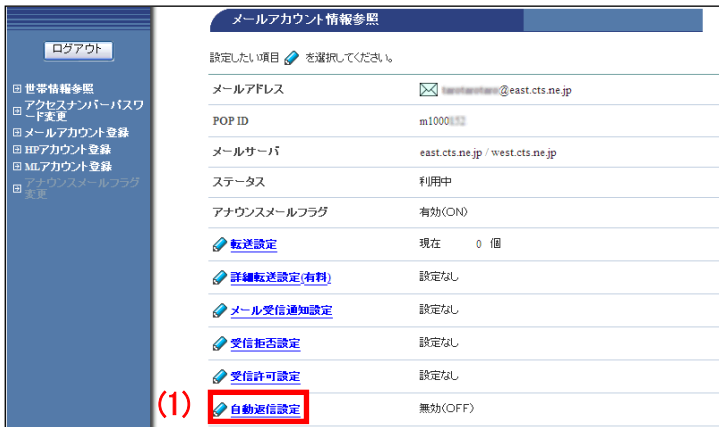 メールアカウント情報参照
ログアウト
世帯情報参照
アクセスナンバーパスワ
ード変更
メールアカウント登録
HPアカウント登録
MLアカウント登録
アナウンスメールフラグ
変更
設定したい項目 を選択してください。
メールアドレス @east.cts.ne.jp
POP ID m1000
メールサーバ east.cts.ne.jp / west.cts.ne.jp
ステータス 利用中
アナウンスメールフラグ 有効(ON)
転送設定 現在 0 個
詳細転送設定(有料) 設定なし
メール受信通知設定 設定なし
受信拒否設定 設定なし
受信許可設定 設定なし
(1) 自動返信設定 無効(OFF)